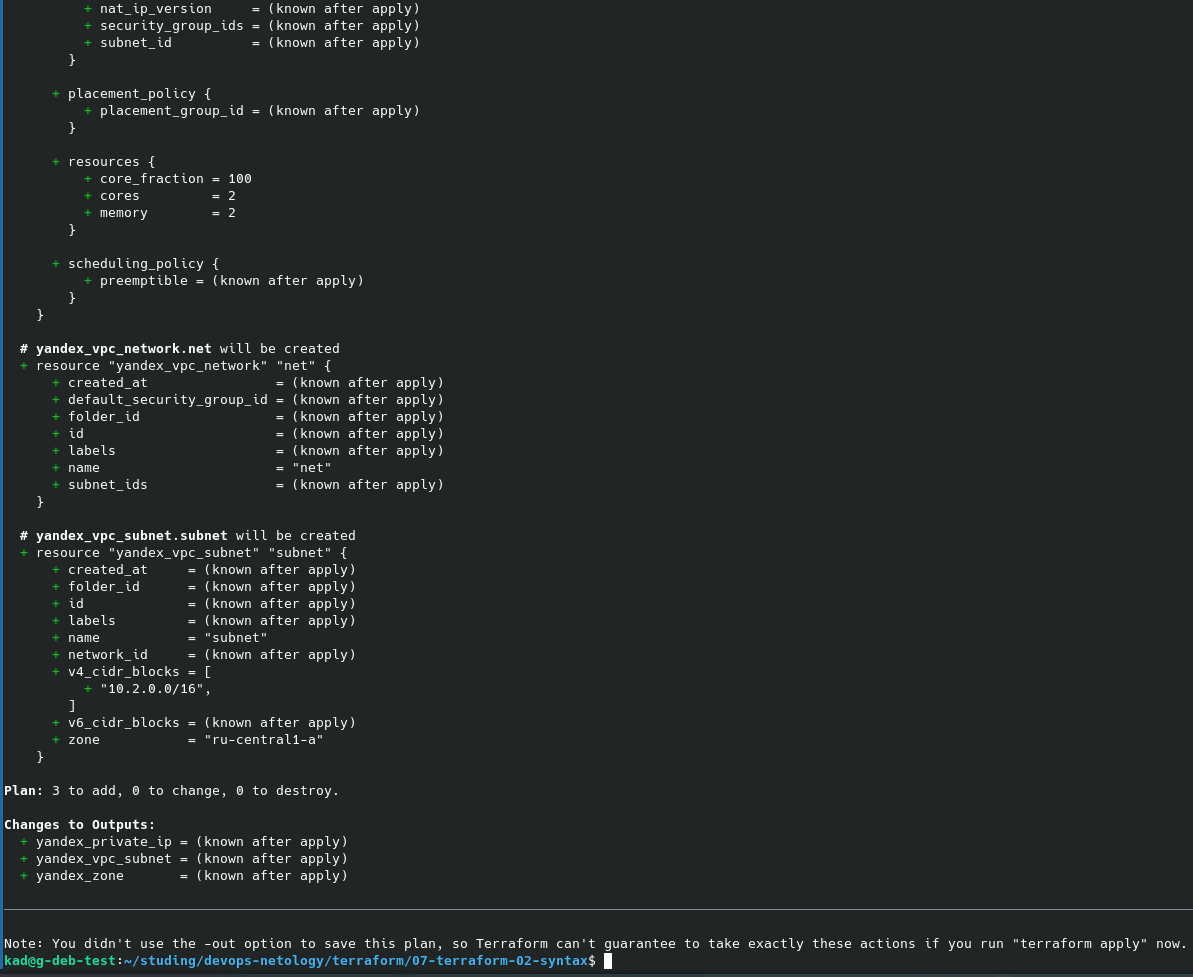 + nat_ip_version     = (known after apply)
          + security_group_ids = (known after apply)
          + subnet_id          = (known after apply)
        }

      + placement_policy {
          + placement_group_id = (known after apply)
        }

      + resources {
          + core_fraction = 100
          + cores         = 2
          + memory        = 2
        }

      + scheduling_policy {
          + preemptible = (known after apply)
        }
    }

  # yandex_vpc_network.net will be created
  + resource "yandex_vpc_network" "net" {
      + created_at                = (known after apply)
      + default_security_group_id = (known after apply)
      + folder_id                 = (known after apply)
      + id                        = (known after apply)
      + labels                    = (known after apply)
      + name                      = "net"
      + subnet_ids                = (known after apply)
    }

  # yandex_vpc_subnet.subnet will be created
  + resource "yandex_vpc_subnet" "subnet" {
      + created_at     = (known after apply)
      + folder_id      = (known after apply)
      + id             = (known after apply)
      + labels         = (known after apply)
      + name           = "subnet"
      + network_id     = (known after apply)
      + v4_cidr_blocks = [
          + "10.2.0.0/16",
        ]
      + v6_cidr_blocks = (known after apply)
      + zone           = "ru-central1-a"
    }

Plan: 3 to add, 0 to change, 0 to destroy.

Changes to Outputs:
  + yandex_private_ip = (known after apply)
  + yandex_vpc_subnet = (known after apply)
  + yandex_zone       = (known after apply)

Note: You didn't use the -out option to save this plan, so Terraform can't guarantee to take exactly these actions if you run "terraform apply" now.
kad@g-deb-test:~/studing/devops-netology/terraform/07-terraform-02-syntax$